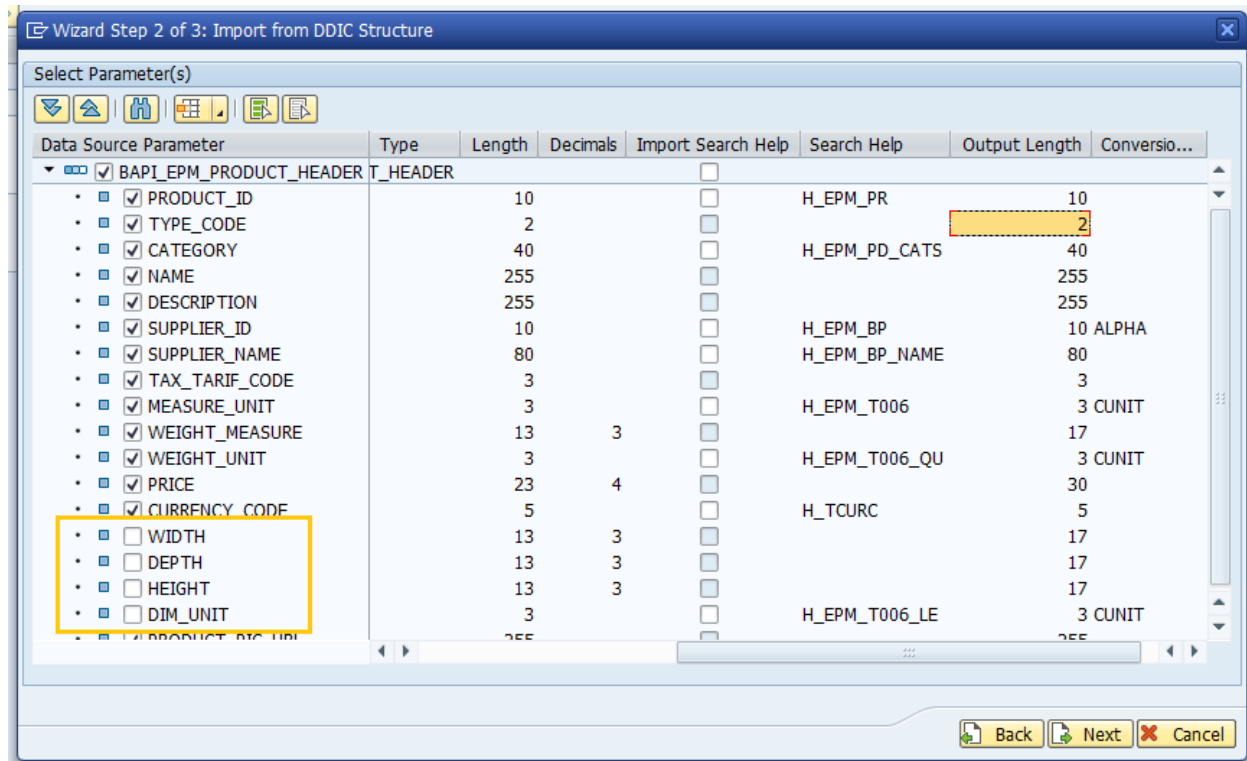 Wizard Step 2 of 3: Import from DDIC Structure
Select Parameter(s)
Data Source Parameter Type Length Decimals Import Search Help Search Help Output Length Conversio...
BAPI_EPM_PRODUCT_HEADER T_HEADER
PRODUCT_ID 10 H_EPM_PR 10
TYPE_CODE 2 2
CATEGORY 40 H_EPM_PD_CATS 40
NAME 255 255
DESCRIPTION 255 255
SUPPLIER_ID 10 H_EPM_BP 10 ALPHA
SUPPLIER_NAME 80 H_EPM_BP_NAME 80
TAX_TARIF_CODE 3 3
MEASURE_UNIT 3 H_EPM_T006 3 CUNIT
WEIGHT_MEASURE 13 3 17
WEIGHT_UNIT 3 H_EPM_T006_QU 3 CUNIT
PRICE 23 4 30
CURRENCY_CODE 5 H_TCURC 5
WIDTH 13 3 17
DEPTH 13 3 17
HEIGHT 13 3 17
DIM_UNIT 3 H_EPM_T006_LE 3 CUNIT
PRODUCT_PIC_URL 255 255
Back Next Cancel